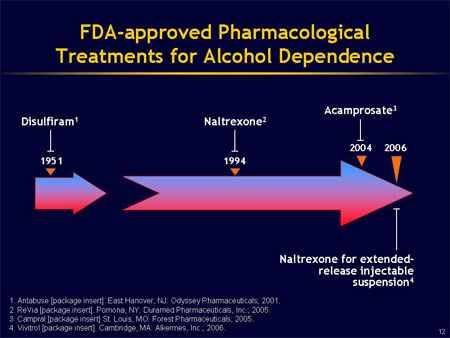 FDA-approved Pharmacological
Treatments for Alcohol Dependence
Disulfiram1
1951
Naltrexone2
1994
Acamprosate3
2004
2006
Naltrexone for extended-
release injectable
suspension4
1. Antabuse [package insert]. East Hanover, NJ: Odyssey Pharmaceuticals; 2001.
2. ReVia [package insert]. Pomona, NY: Duramed Pharmaceuticals, Inc.; 2005.
3. Campral [package insert] St. Louis, MO: Forest Pharmaceuticals; 2005.
4. Vivitrol [package insert]. Cambridge, MA: Alkermes, Inc.; 2006.
12